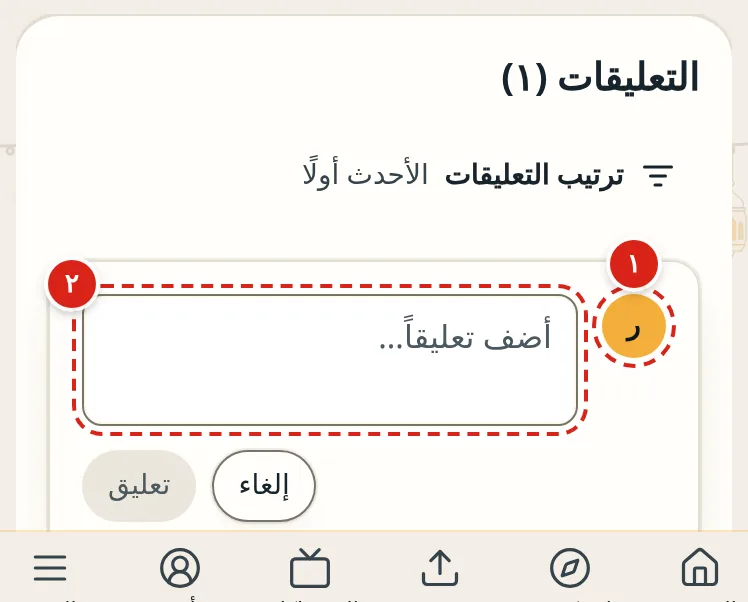 التعليقات (١)
ترتيب التعليقات الأحدث أولًا
١
٢
ر
أضف تعليقاً...
إلغاء
تعليق